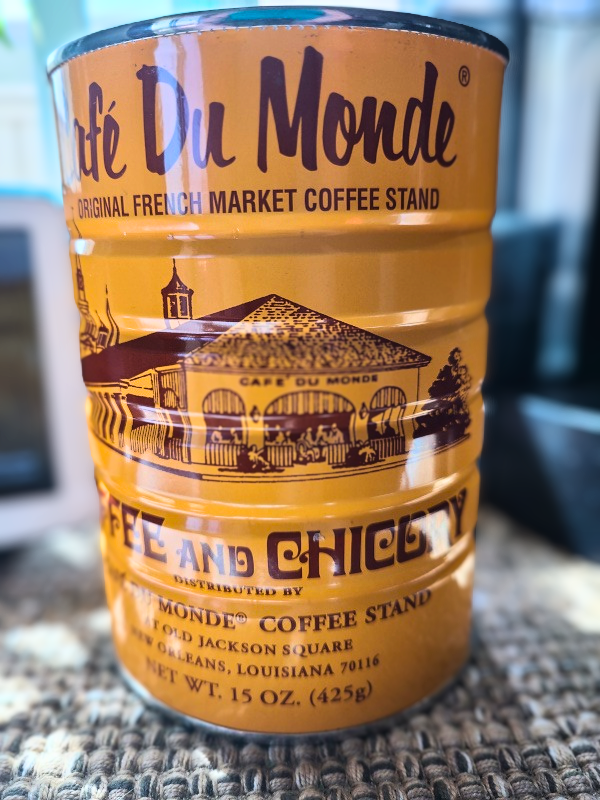 afé Du Monde®
ORIGINAL FRENCH MARKET COFFEE STAND
CAFE DU MONDE
FFEE AND CHICORY
DISTRIBUTED BY
DU MONDE® COFFEE STAND
AT OLD JACKSON SQUARE
NEW ORLEANS, LOUISIANA 70116
NET WT. 15 OZ. (425g)